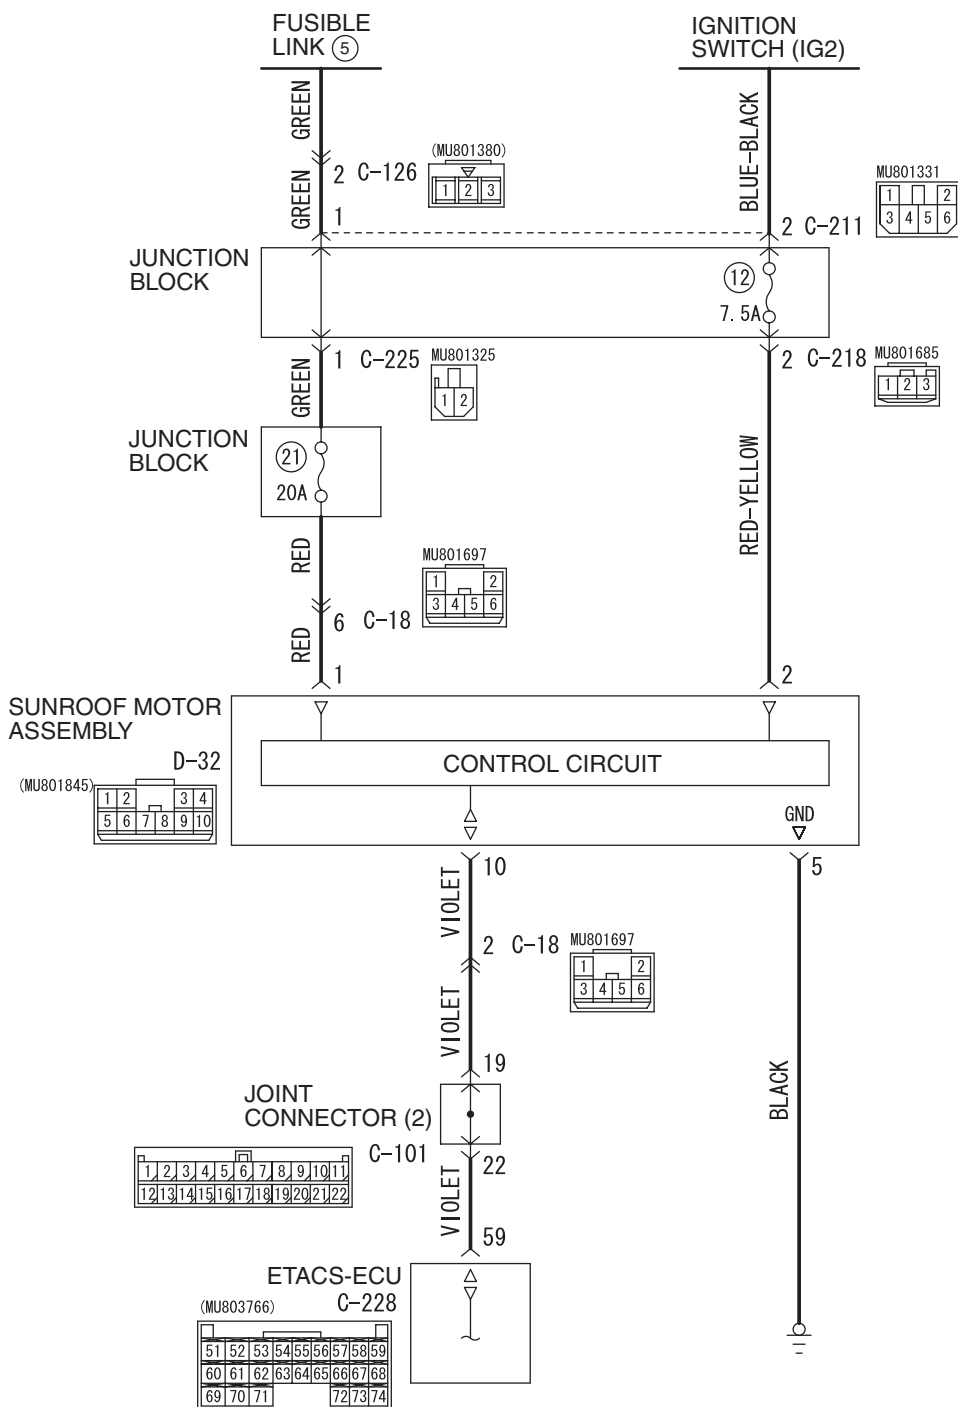 FUSIBLE
LINK ⑤
IGNITION
SWITCH (IG2)
GREEN
BLUE-BLACK
(MU801380)
2 C-126
1 2 3
MU801331
1 2
3 4 5 6
GREEN
1
2 C-211
JUNCTION
BLOCK
12
7.5A
1 C-225
MU801325
1 2
2 C-218
MU801685
1 2 3
GREEN
JUNCTION
BLOCK
21
20A
RED-YELLOW
RED
MU801697
1 2
3 4 5 6
6 C-18
RED
1
2
SUNROOF MOTOR
ASSEMBLY
D-32
(MU801845)
1 2 3 4
5 6 7 8 9 10
CONTROL CIRCUIT
GND
10
5
VIOLET
2 C-18
MU801697
1 2
3 4 5 6
VIOLET
19
BLACK
JOINT
CONNECTOR (2)
C-101
1 2 3 4 5 6 7 8 9 10 11
12 13 14 15 16 17 18 19 20 21 22
22
VIOLET
59
ETACS-ECU
C-228
(MU803766)
51 52 53 54 55 56 57 58 59
60 61 62 63 64 65 66 67 68
69 70 71 72 73 74